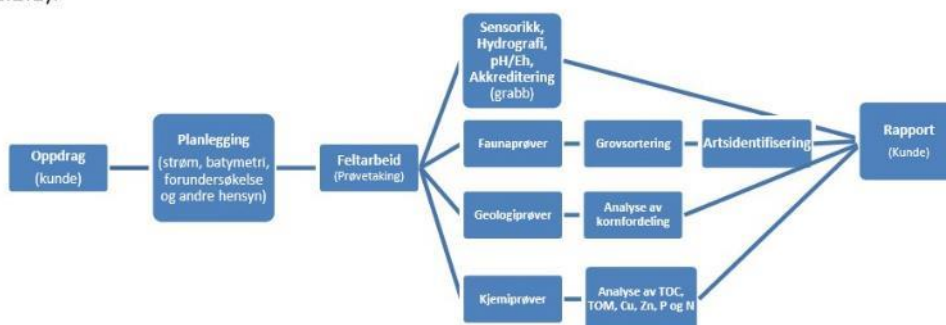 Oppdrag
(kunde)
Planlegging
(strøm, batymetri,
forundersøkelse
og andre hensyn)
Feltarbeid
(Prøvetaking)
Sensorikk,
Hydrografi,
pH/Eh,
Akkreditering
(grabb)
Faunaprøver
Grovsortering
Artsidentifisering
Geologiprøver
Analyse av
kornfordeling
Kjemiprøver
Analyse av TOC,
TOM, Cu, Zn, P og N
Rapport
(Kunde)